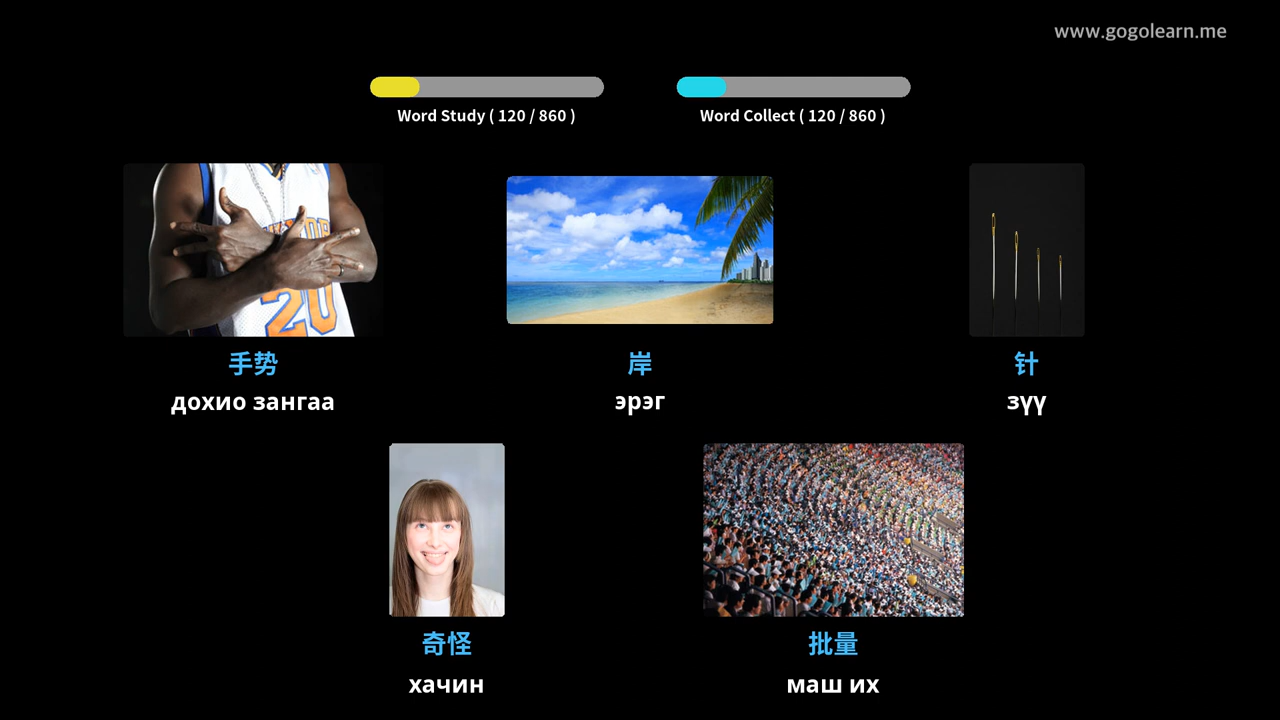 www.gogolearn.me
Word Study ( 120 / 860 )
Word Collect ( 120 / 860 )
20
手势
дохио зангаа
岸
эрэг
针
зүү
奇怪
хачин
批量
маш их